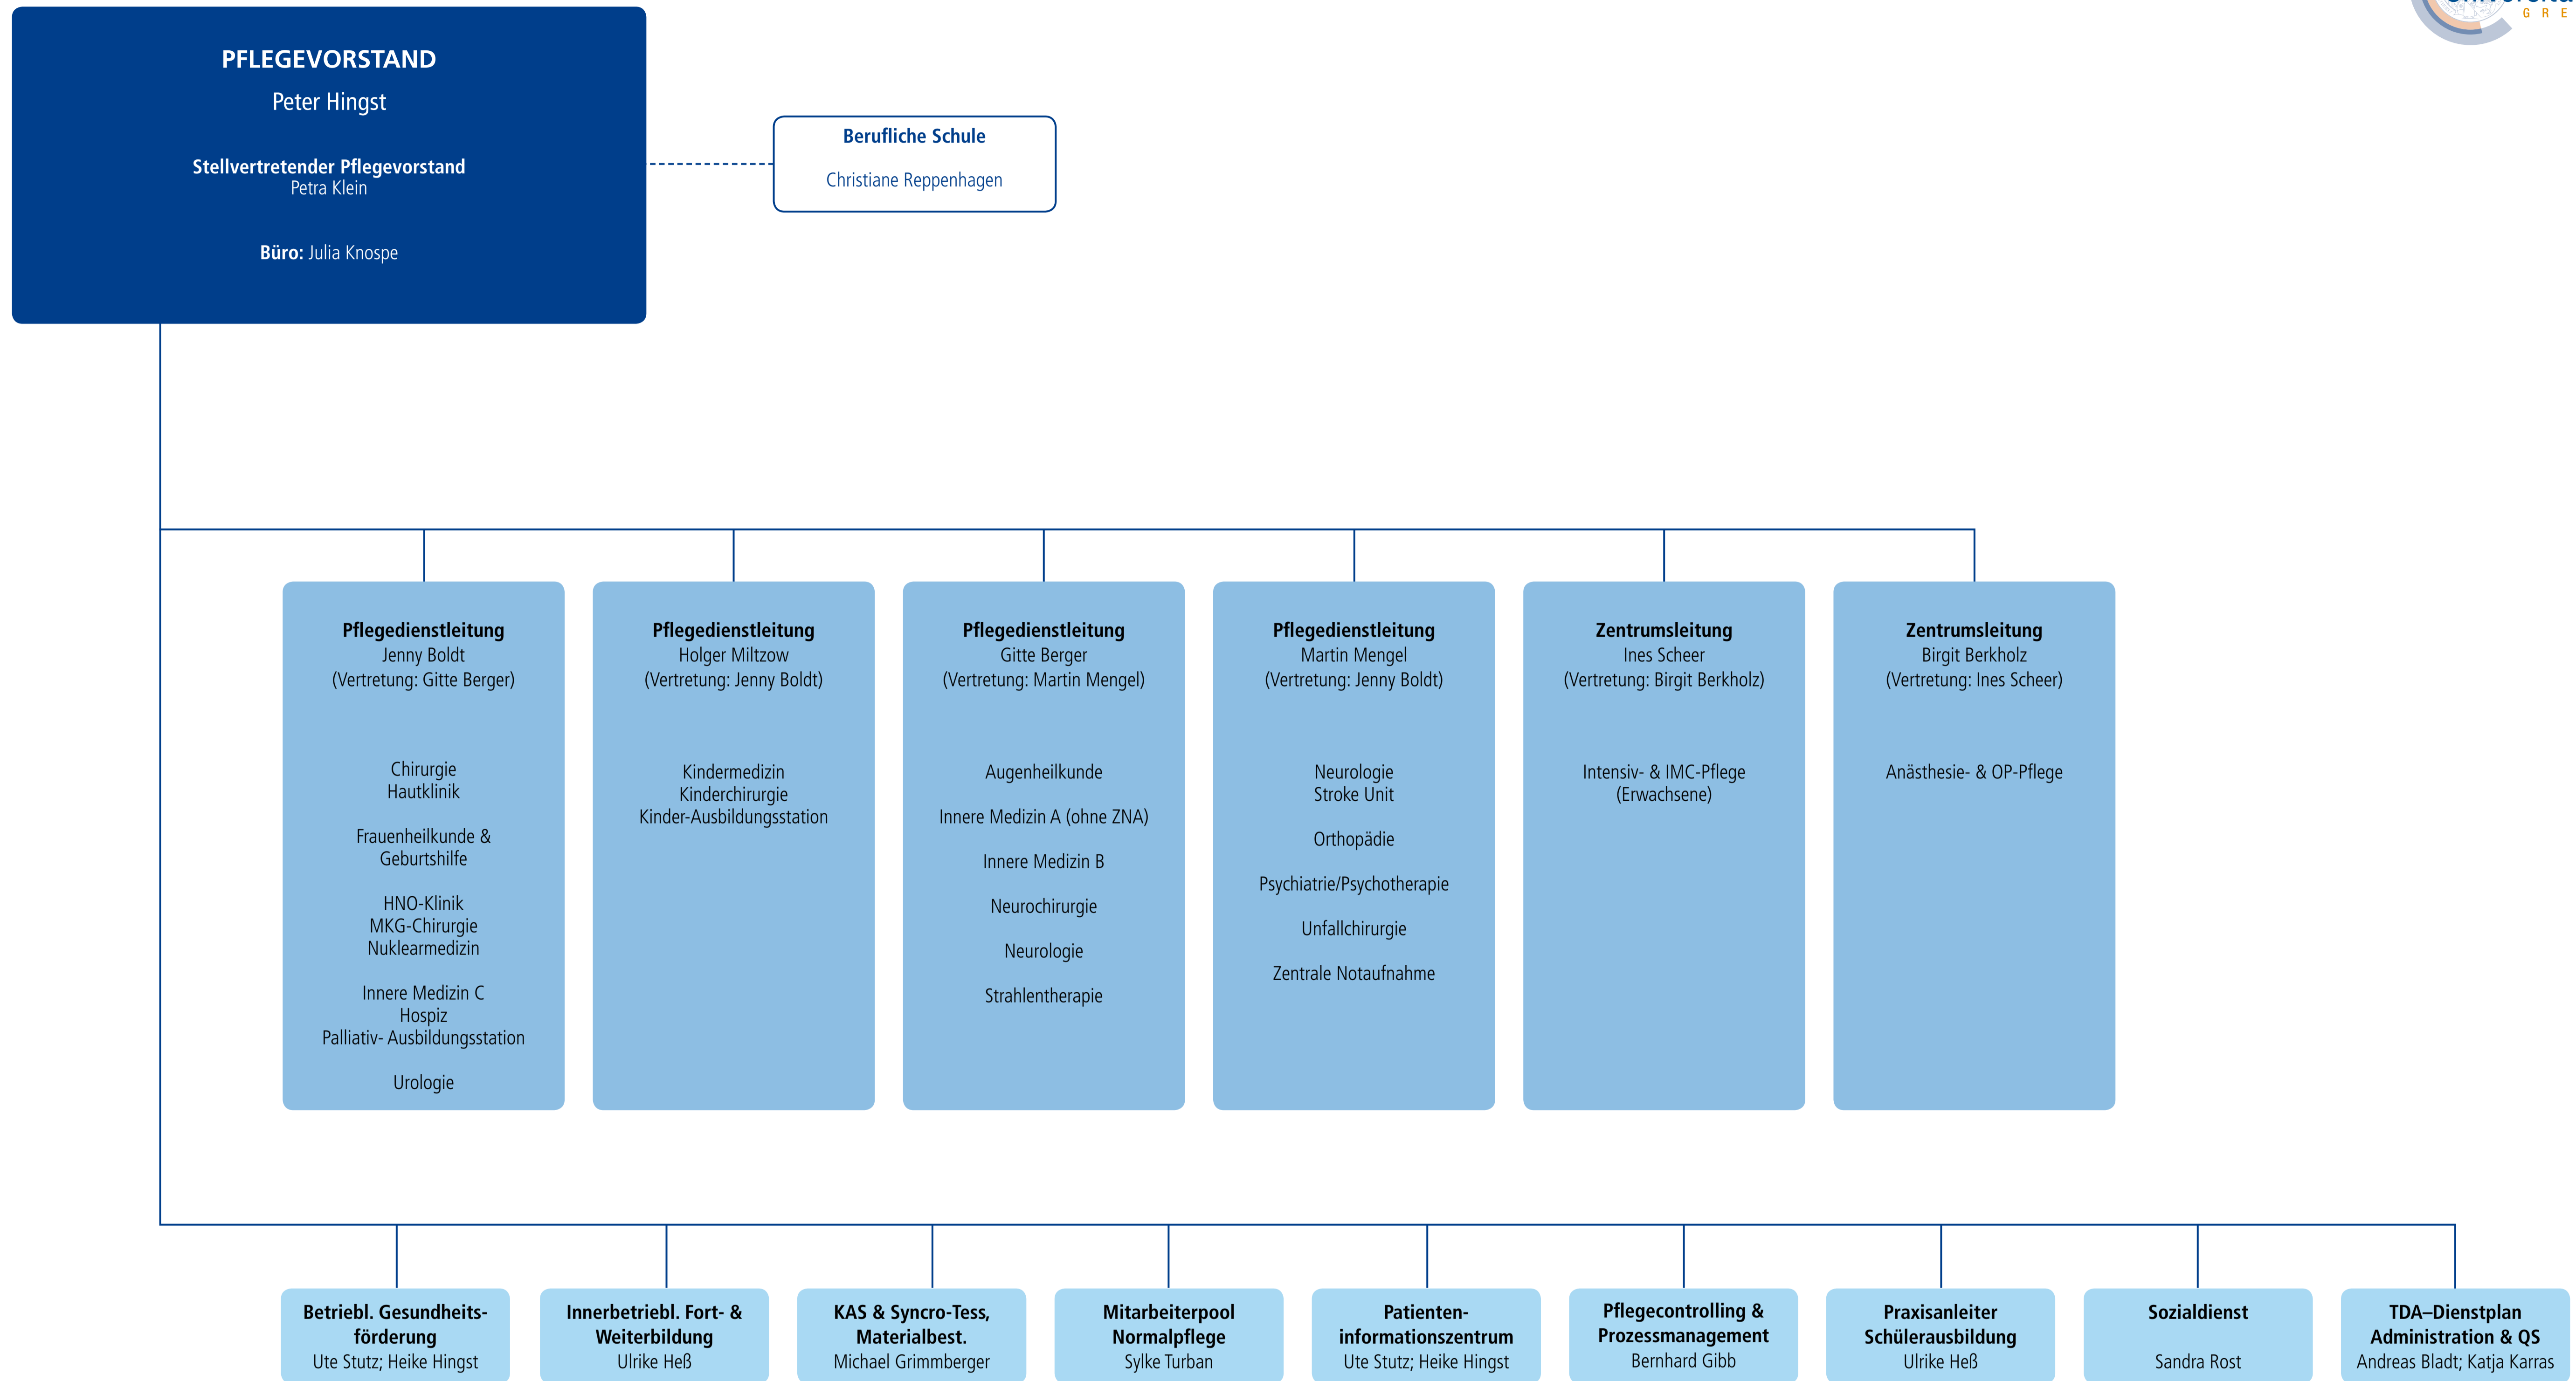 PFLEGEVORSTAND
Peter Hingst
Stellvertretender Pflegevorstand
Petra Klein
Büro: Julia Knospe
Berufliche Schule
Christiane Reppenhagen
G R E
Pflegedienstleitung
Jenny Boldt
(Vertretung: Gitte Berger)
Chirurgie
Hautklinik
Frauenheilkunde &
Geburtshilfe
HNO-Klinik
MKG-Chirurgie
Nuklearmedizin
Innere Medizin C
Hospiz
Palliativ- Ausbildungsstation
Urologie
Pflegedienstleitung
Holger Miltzow
(Vertretung: Jenny Boldt)
Kindermedizin
Kinderchirurgie
Kinder-Ausbildungsstation
Pflegedienstleitung
Gitte Berger
(Vertretung: Martin Mengel)
Augenheilkunde
Innere Medizin A (ohne ZNA)
Innere Medizin B
Neurochirurgie
Neurologie
Strahlentherapie
Pflegedienstleitung
Martin Mengel
(Vertretung: Jenny Boldt)
Neurologie
Stroke Unit
Orthopädie
Psychiatrie/Psychotherapie
Unfallchirurgie
Zentrale Notaufnahme
Zentrumsleitung
Ines Scheer
(Vertretung: Birgit Berkholz)
Intensiv- & IMC-Pflege
(Erwachsene)
Zentrumsleitung
Birgit Berkholz
(Vertretung: Ines Scheer)
Anästhesie- & OP-Pflege
Betriebl. Gesundheits-
förderung
Ute Stutz; Heike Hingst
Innerbetriebl. Fort- &
Weiterbildung
Ulrike Heß
KAS & Syncro-Tess,
Materialbest.
Michael Grimmberger
Mitarbeiterpool
Normalpflege
Sylke Turban
Patienten-
informationszentrum
Ute Stutz; Heike Hingst
Pflegecontrolling &
Prozessmanagement
Bernhard Gibb
Praxisanleiter
Schülerausbildung
Ulrike Heß
Sozialdienst
Sandra Rost
TDA–Dienstplan
Administration & QS
Andreas Bladt; Katja Karras